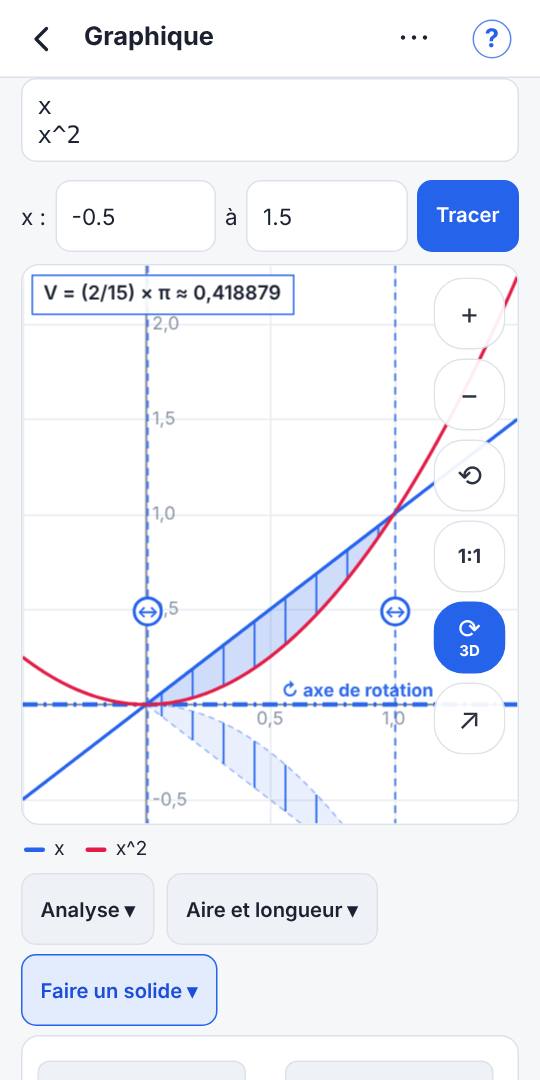 Graphique
?
x
x^2
x :
-0.5
à
1.5
Tracer
V = (2/15) × π ≈ 0,418879
2,0
1,5
1,0
,5
-0,5
0,5
1,0
↻ axe de rotation
+
−
⟲
1:1
⟳
3D
x
x^2
Analyse ▾
Aire et longueur ▾
Faire un solide ▾